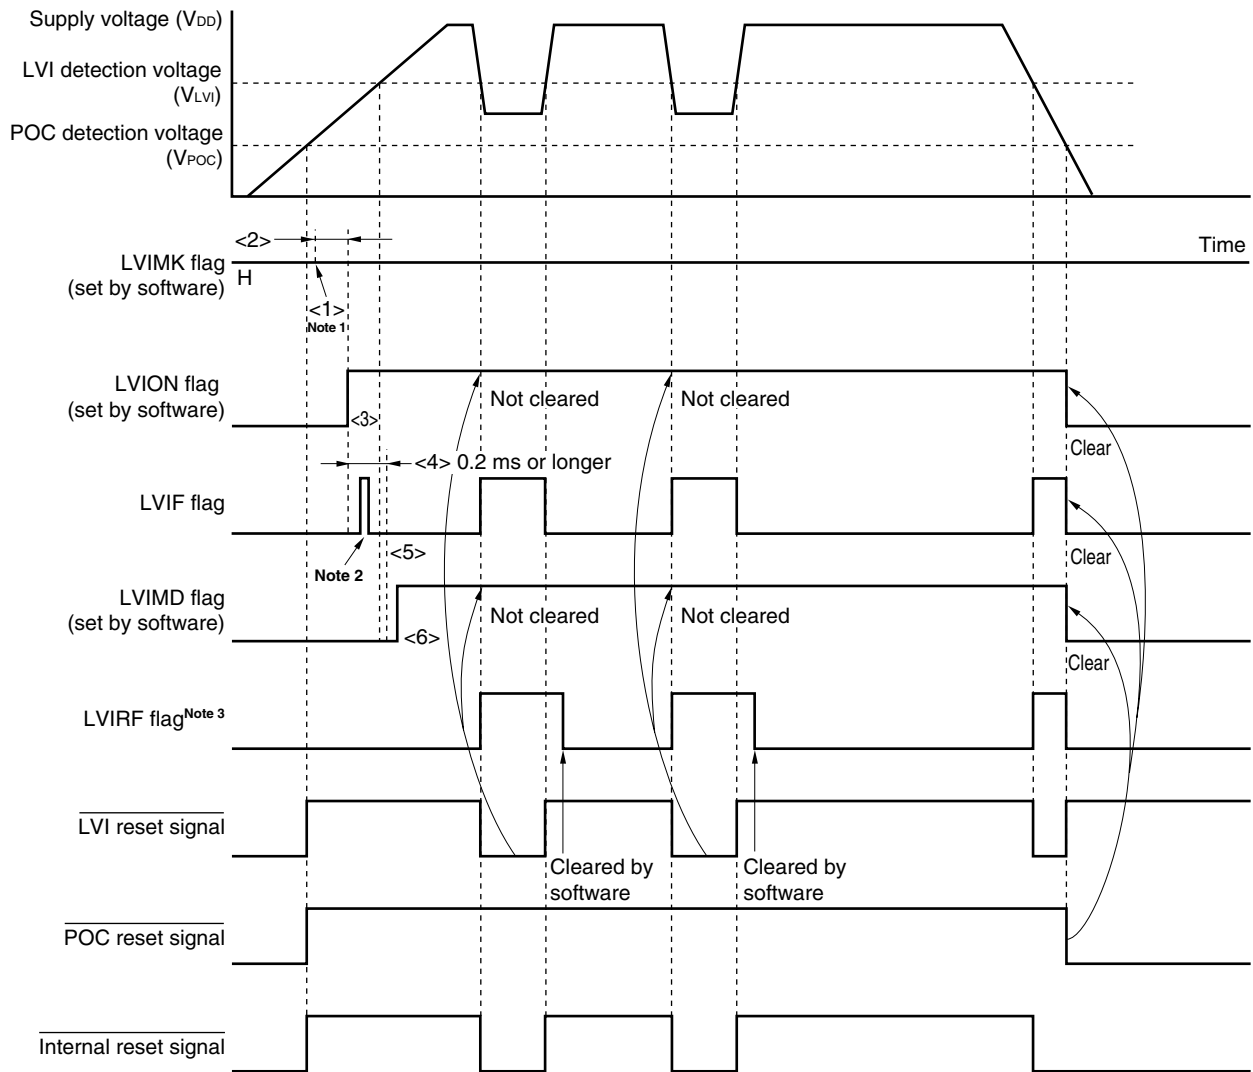 Supply voltage (VDD)
LVI detection voltage
(VLVI)
POC detection voltage
(VPOC)
<2>
Time
LVIMK flag
(set by software)
H
<1>
Note 1
LVION flag
(set by software)
Not cleared
Not cleared
<3>
Clear
<4> 0.2 ms or longer
LVIF flag
<5>
Note 2
Clear
LVIMD flag
(set by software)
Not cleared
Not cleared
<6>
Clear
LVIRF flagNote 3
LVI reset signal
Cleared by
software
Cleared by
software
POC reset signal
Internal reset signal